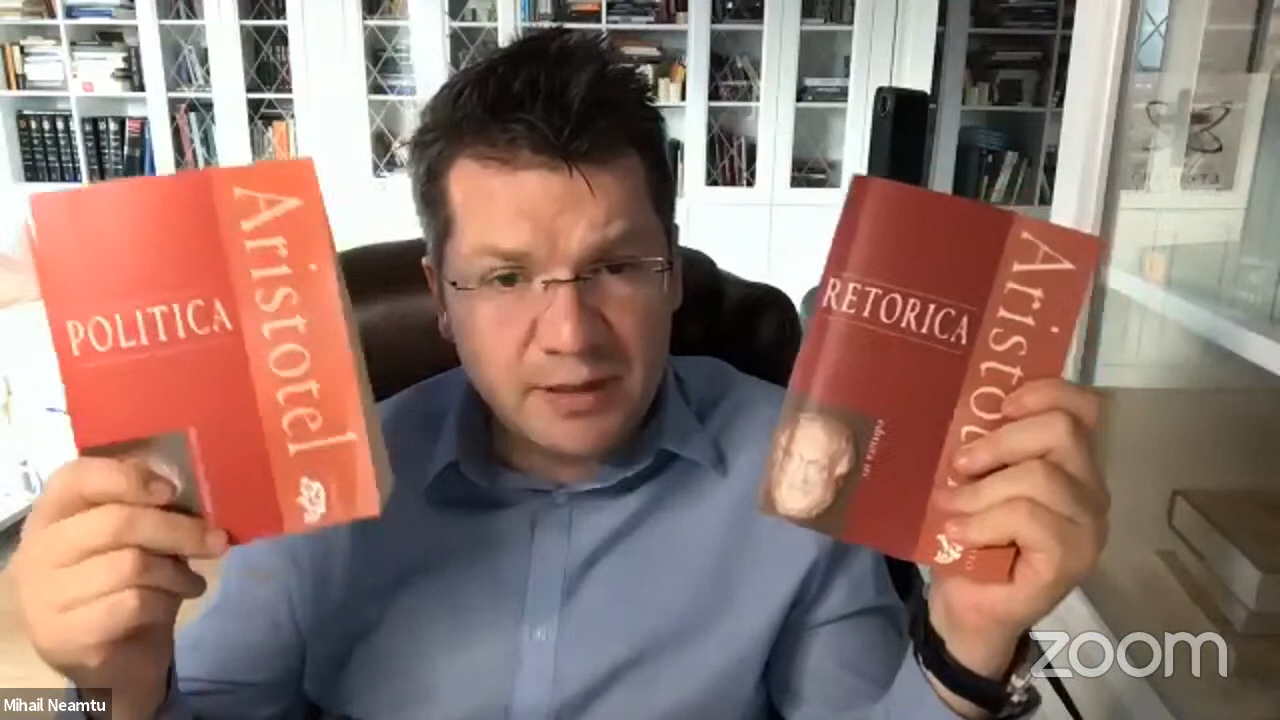 Aristotel
POLITICA
Aristotel
RETORICA
zoom
Mihail Neamtu